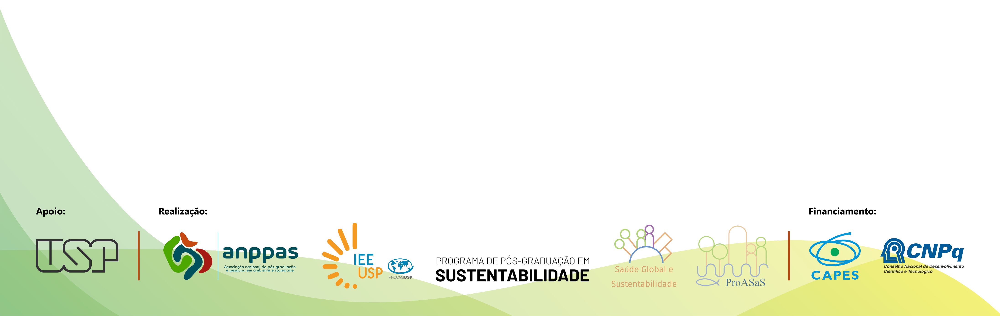 Apoio:
Realização:
Financiamento:
USP
anppas
Associação nacional de pós-graduação
e pesquisa em ambiente e sociedade
IEE
USP
PROCAMUSP
PROGRAMA DE PÓS-GRADUAÇÃO EM
SUSTENTABILIDADE
Saúde Global e
Sustentabilidade
ProASaS
CAPES
CNPq
Conselho Nacional de Desenvolvimento
Científico e Tecnológico